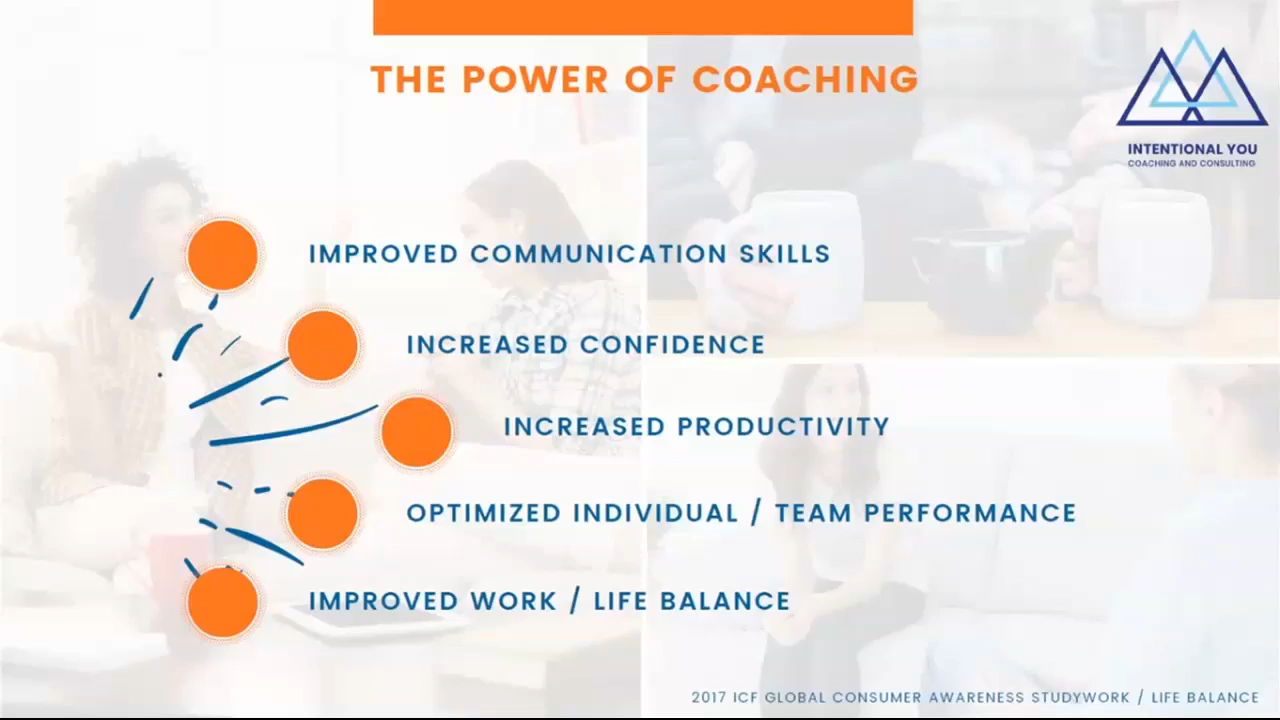 THE POWER OF COACHING
INTENTIONAL YOU
COACHING AND CONSULTING
IMPROVED COMMUNICATION SKILLS
INCREASED CONFIDENCE
INCREASED PRODUCTIVITY
OPTIMIZED INDIVIDUAL / TEAM PERFORMANCE
IMPROVED WORK / LIFE BALANCE
2017 ICF GLOBAL CONSUMER AWARENESS STUDYWORK / LIFE BALANCE